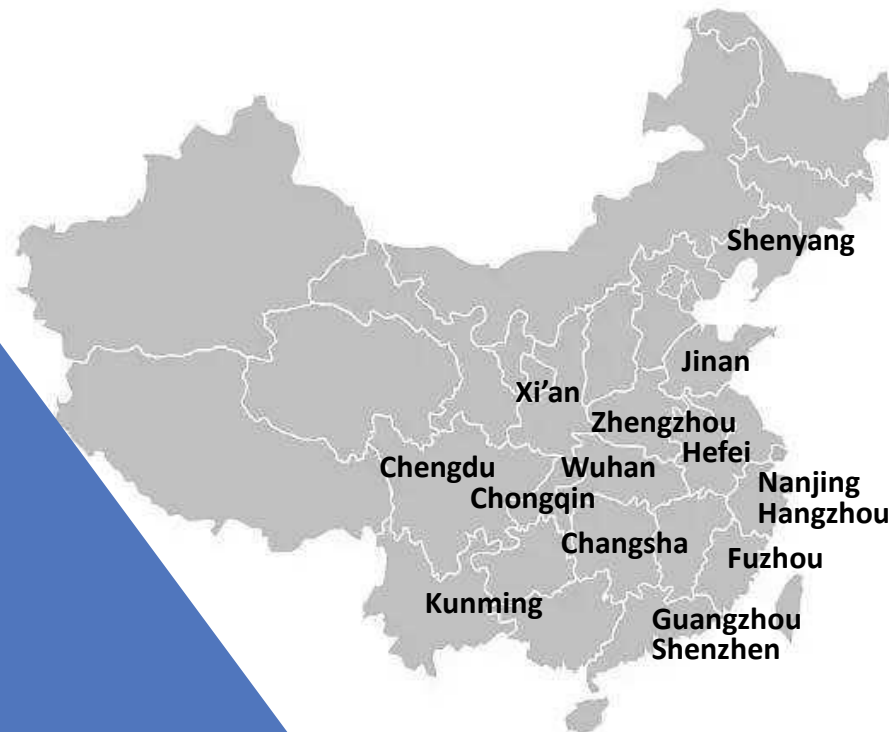 Shenyang
Jinan
Xi'an
Zhengzhou
Hefei
Chengdu
Wuhan
Chongqin
Nanjing
Hangzhou
Changsha
Fuzhou
Kunming
Guangzhou
Shenzhen